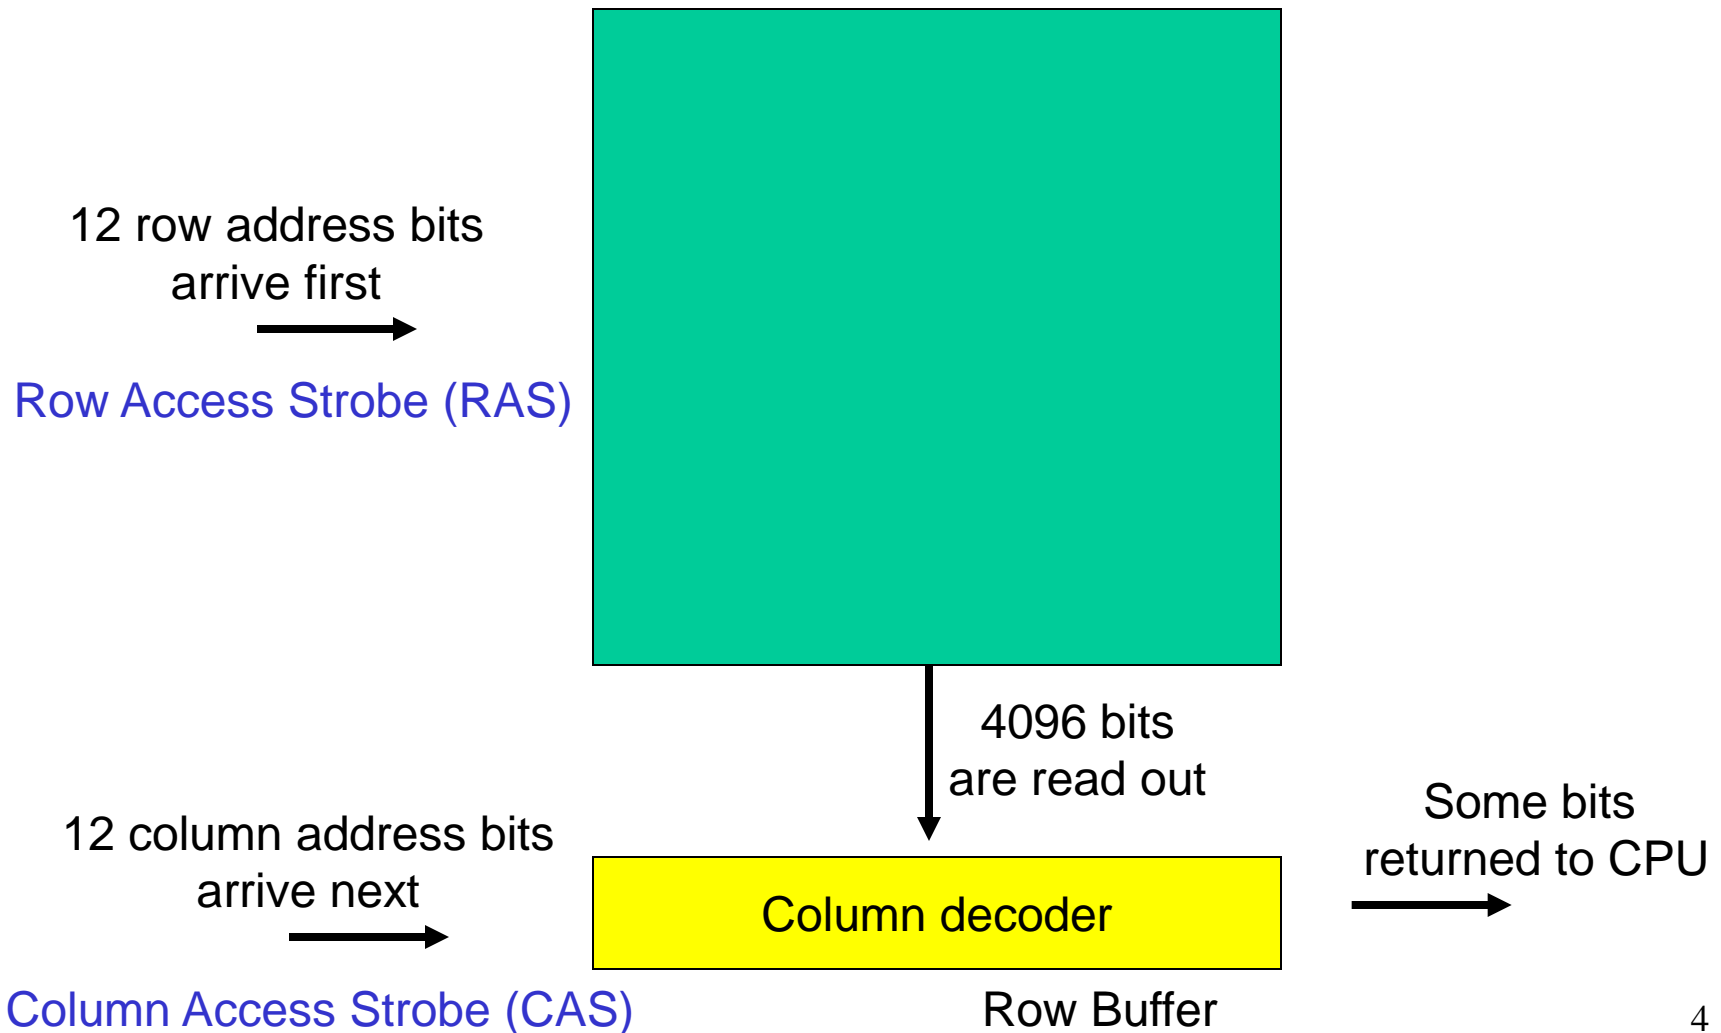 12 row address bits
arrive first
Row Access Strobe (RAS)
4096 bits
are read out
12 column address bits
arrive next
Column decoder
Some bits
returned to CPU
Column Access Strobe (CAS)
Row Buffer
4